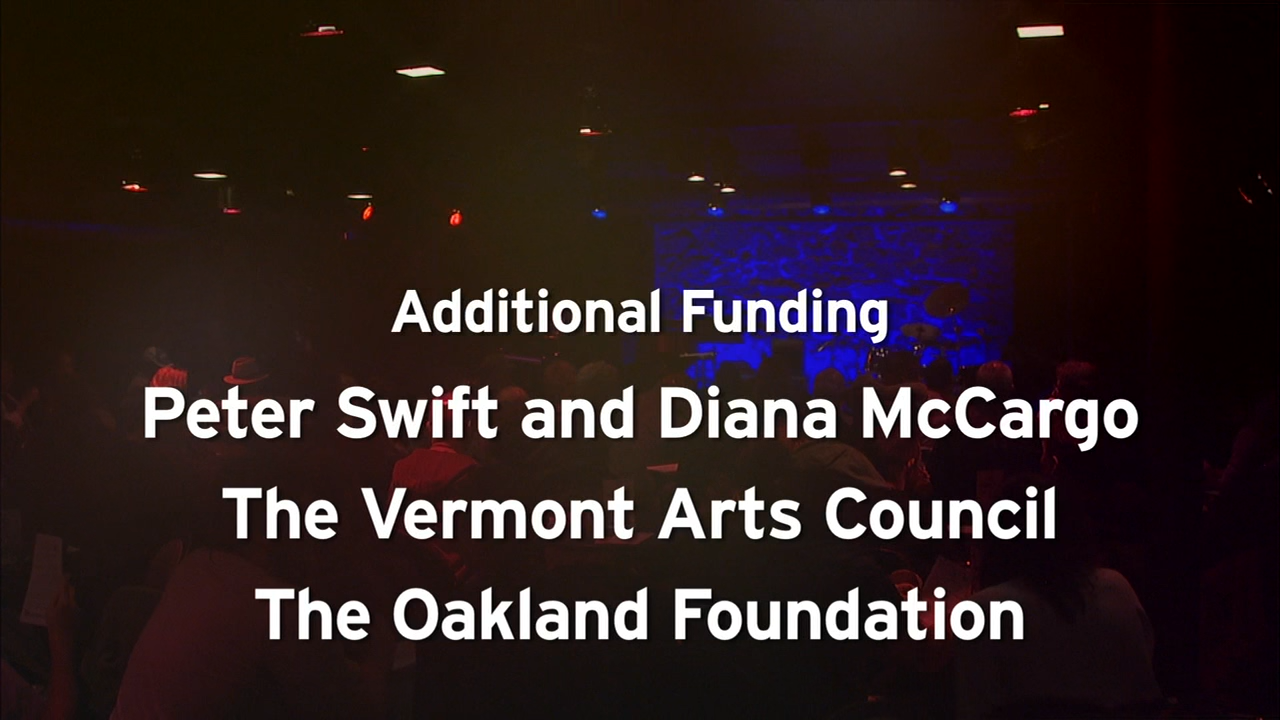 Additional Funding
Peter Swift and Diana McCargo
The Vermont Arts Council
The Oakland Foundation